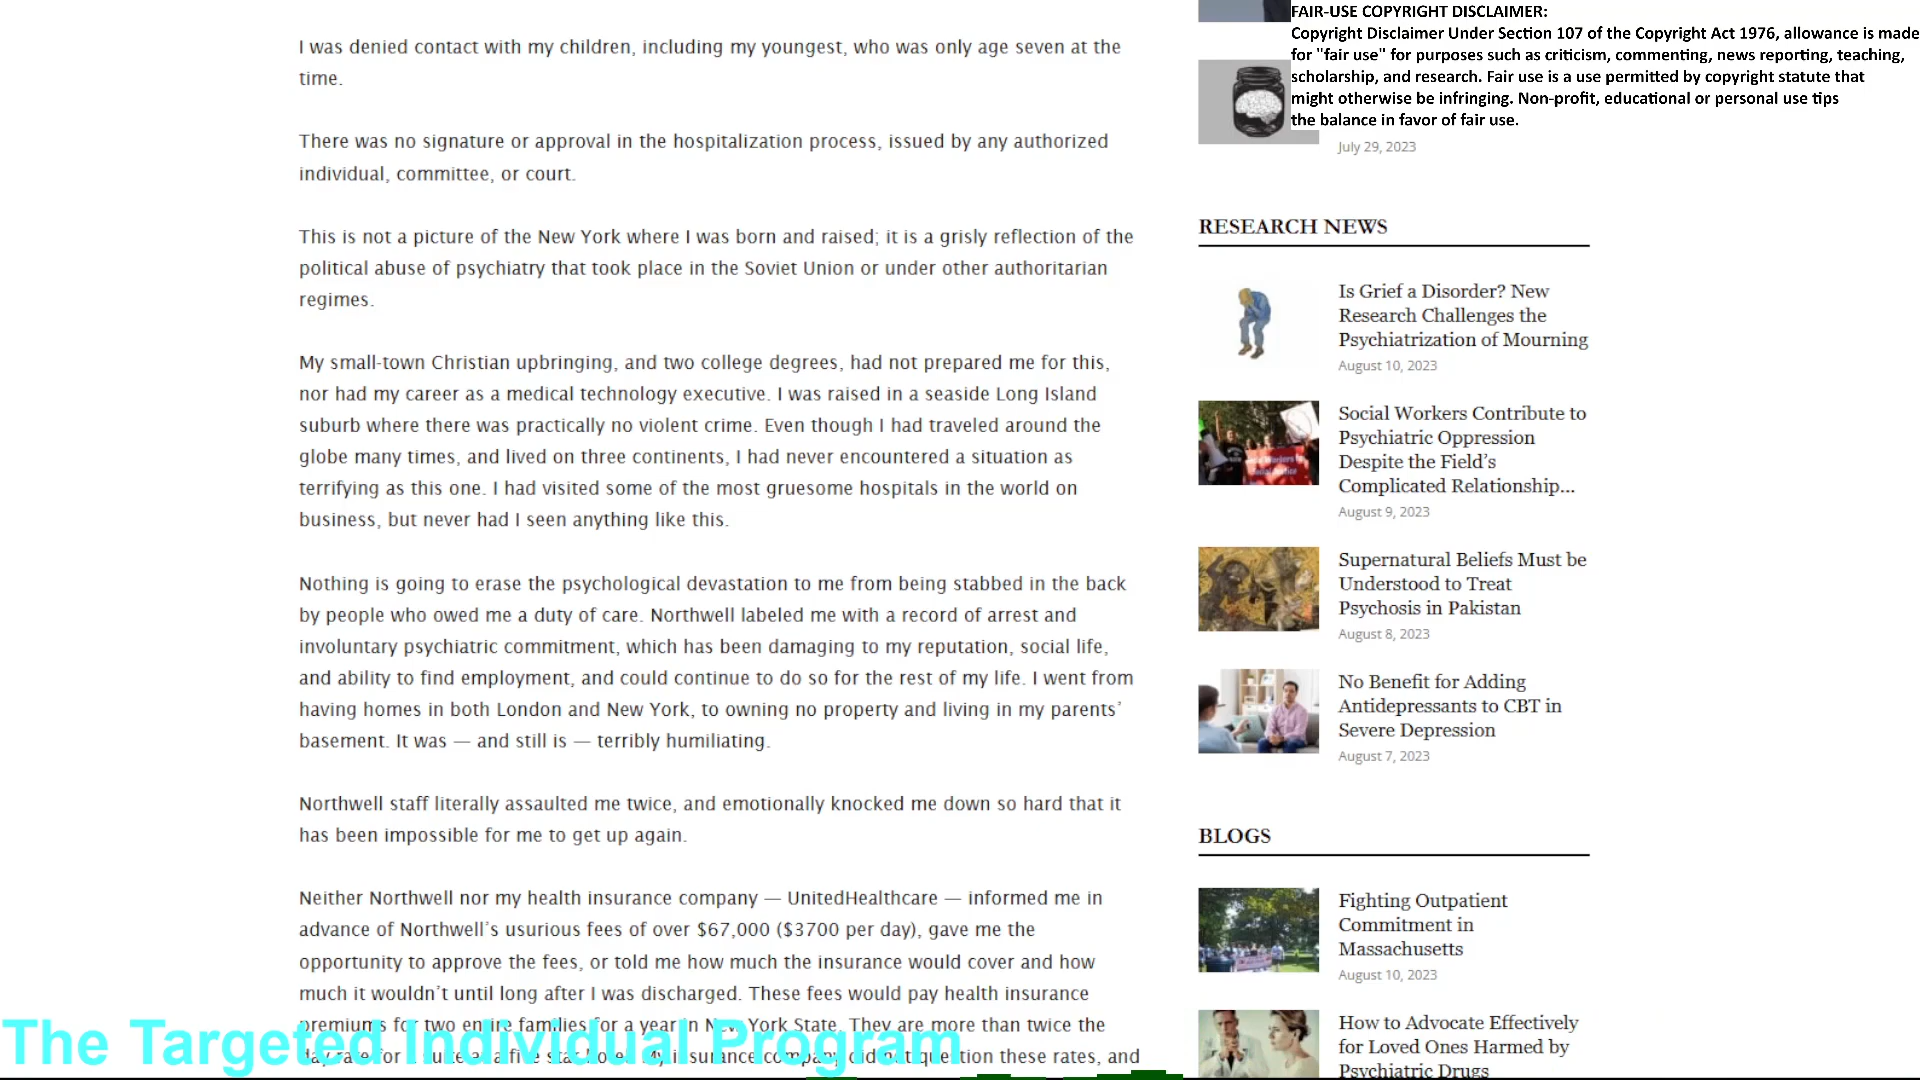 I was denied contact with my children, including my youngest, who was only age seven at the
time.
There was no signature or approval in the hospitalization process, issued by any authorized
individual, committee, or court.
This is not a picture of the New York where I was born and raised; it is a grisly reflection of the
political abuse of psychiatry that took place in the Soviet Union or under other authoritarian
regimes.
My small-town Christian upbringing, and two college degrees, had not prepared me for this,
nor had my career as a medical technology executive. I was raised in a seaside Long Island
suburb where there was practically no violent crime. Even though I had traveled around the
globe many times, and lived on three continents, I had never encountered a situation as
terrifying as this one. I had visited some of the most gruesome hospitals in the world on
business, but never had I seen anything like this.
Nothing is going to erase the psychological devastation to me from being stabbed in the back
by people who owed me a duty of care. Northwell labeled me with a record of arrest and
involuntary psychiatric commitment, which has been damaging to my reputation, social life,
and ability to find employment, and could continue to do so for the rest of my life. I went from
having homes in both London and New York, to owning no property and living in my parents’
basement. It was — and still is — terribly humiliating.
Northwell staff literally assaulted me twice, and emotionally knocked me down so hard that it
has been impossible for me to get up again.
Neither Northwell nor my health insurance company — UnitedHealthcare — informed me in
advance of Northwell’s usurious fees of over $67,000 ($3700 per day), gave me the
opportunity to approve the fees, or told me how much the insurance would cover and how
much it wouldn’t until long after I was discharged. These fees would pay health insurance
premiums for two entire families for a year in New York State. They are more than twice the
day rate for a suite at a five star hotel. My insurance company did not question these rates, and
The Targeted Individual Program
FAIR-USE COPYRIGHT DISCLAIMER:
Copyright Disclaimer Under Section 107 of the Copyright Act 1976, allowance is made
for "fair use" for purposes such as criticism, commenting, news reporting, teaching,
scholarship, and research. Fair use is a use permitted by copyright statute that
might otherwise be infringing. Non-profit, educational or personal use tips
the balance in favor of fair use.
July 29, 2023
RESEARCH NEWS
Is Grief a Disorder? New
Research Challenges the
Psychiatrization of Mourning
August 10, 2023
Social Workers Contribute to
Psychiatric Oppression
Despite the Field’s
Complicated Relationship...
August 9, 2023
Supernatural Beliefs Must be
Understood to Treat
Psychosis in Pakistan
August 8, 2023
No Benefit for Adding
Antidepressants to CBT in
Severe Depression
August 7, 2023
BLOGS
Fighting Outpatient
Commitment in
Massachusetts
August 10, 2023
How to Advocate Effectively
for Loved Ones Harmed by
Psychiatric Drugs